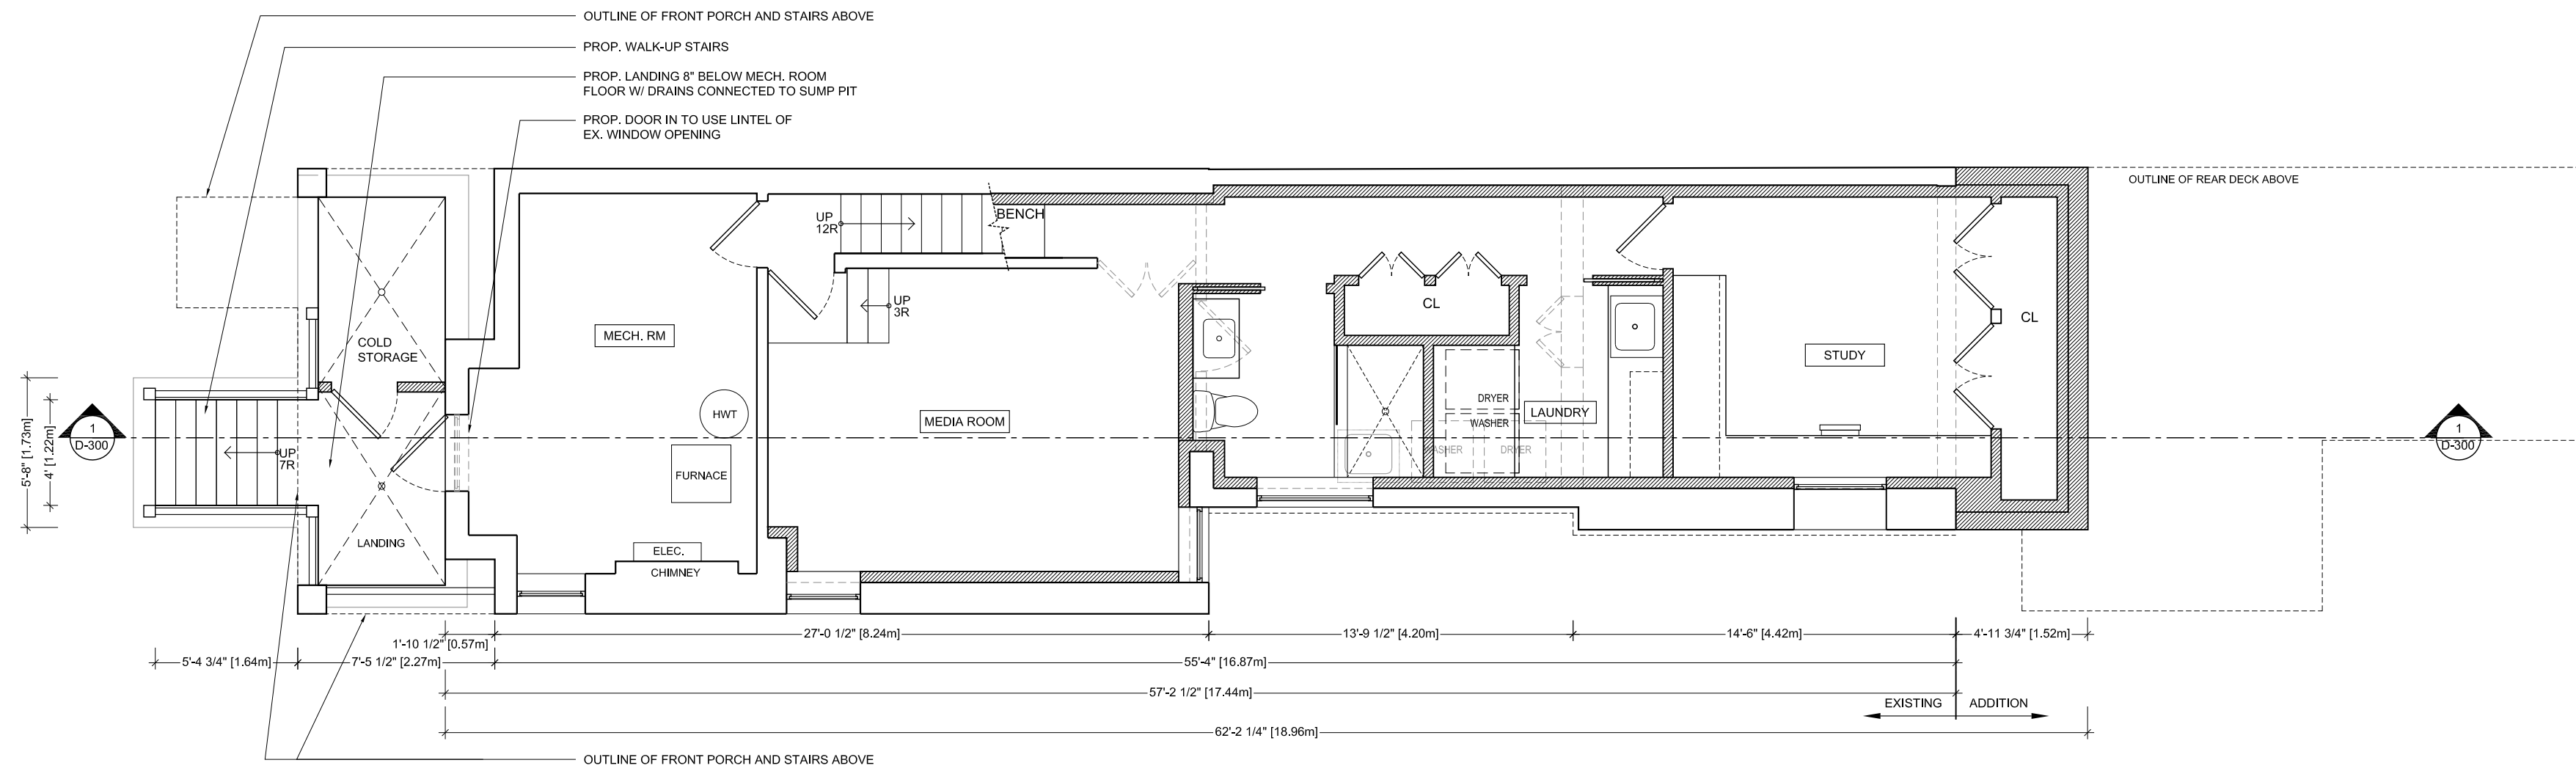 OUTLINE OF FRONT PORCH AND STAIRS ABOVE
PROP. WALK-UP STAIRS
PROP. LANDING 8" BELOW MECH. ROOM
FLOOR W/ DRAINS CONNECTED TO SUMP PIT
PROP. DOOR IN TO USE LINTEL OF
EX. WINDOW OPENING
OUTLINE OF REAR DECK ABOVE
UP
12R
BENCH
UP
3R
CL
CL
COLD
STORAGE
MECH. RM
STUDY
HWT
MEDIA ROOM
DRYER
WASHER
LAUNDRY
WASHER
DRYER
1
D-300
5'-8" [1.73m]
4' [1.22m]
UP
7R
FURNACE
1
D-300
LANDING
ELEC.
CHIMNEY
1'-10 1/2" [0.57m]
27'-0 1/2" [8.24m]
13'-9 1/2" [4.20m]
14'-6" [4.42m]
4'-11 3/4" [1.52m]
5'-4 3/4" [1.64m]
7'-5 1/2" [2.27m]
55'-4" [16.87m]
57'-2 1/2" [17.44m]
EXISTING
ADDITION
62'-2 1/4" [18.96m]
OUTLINE OF FRONT PORCH AND STAIRS ABOVE